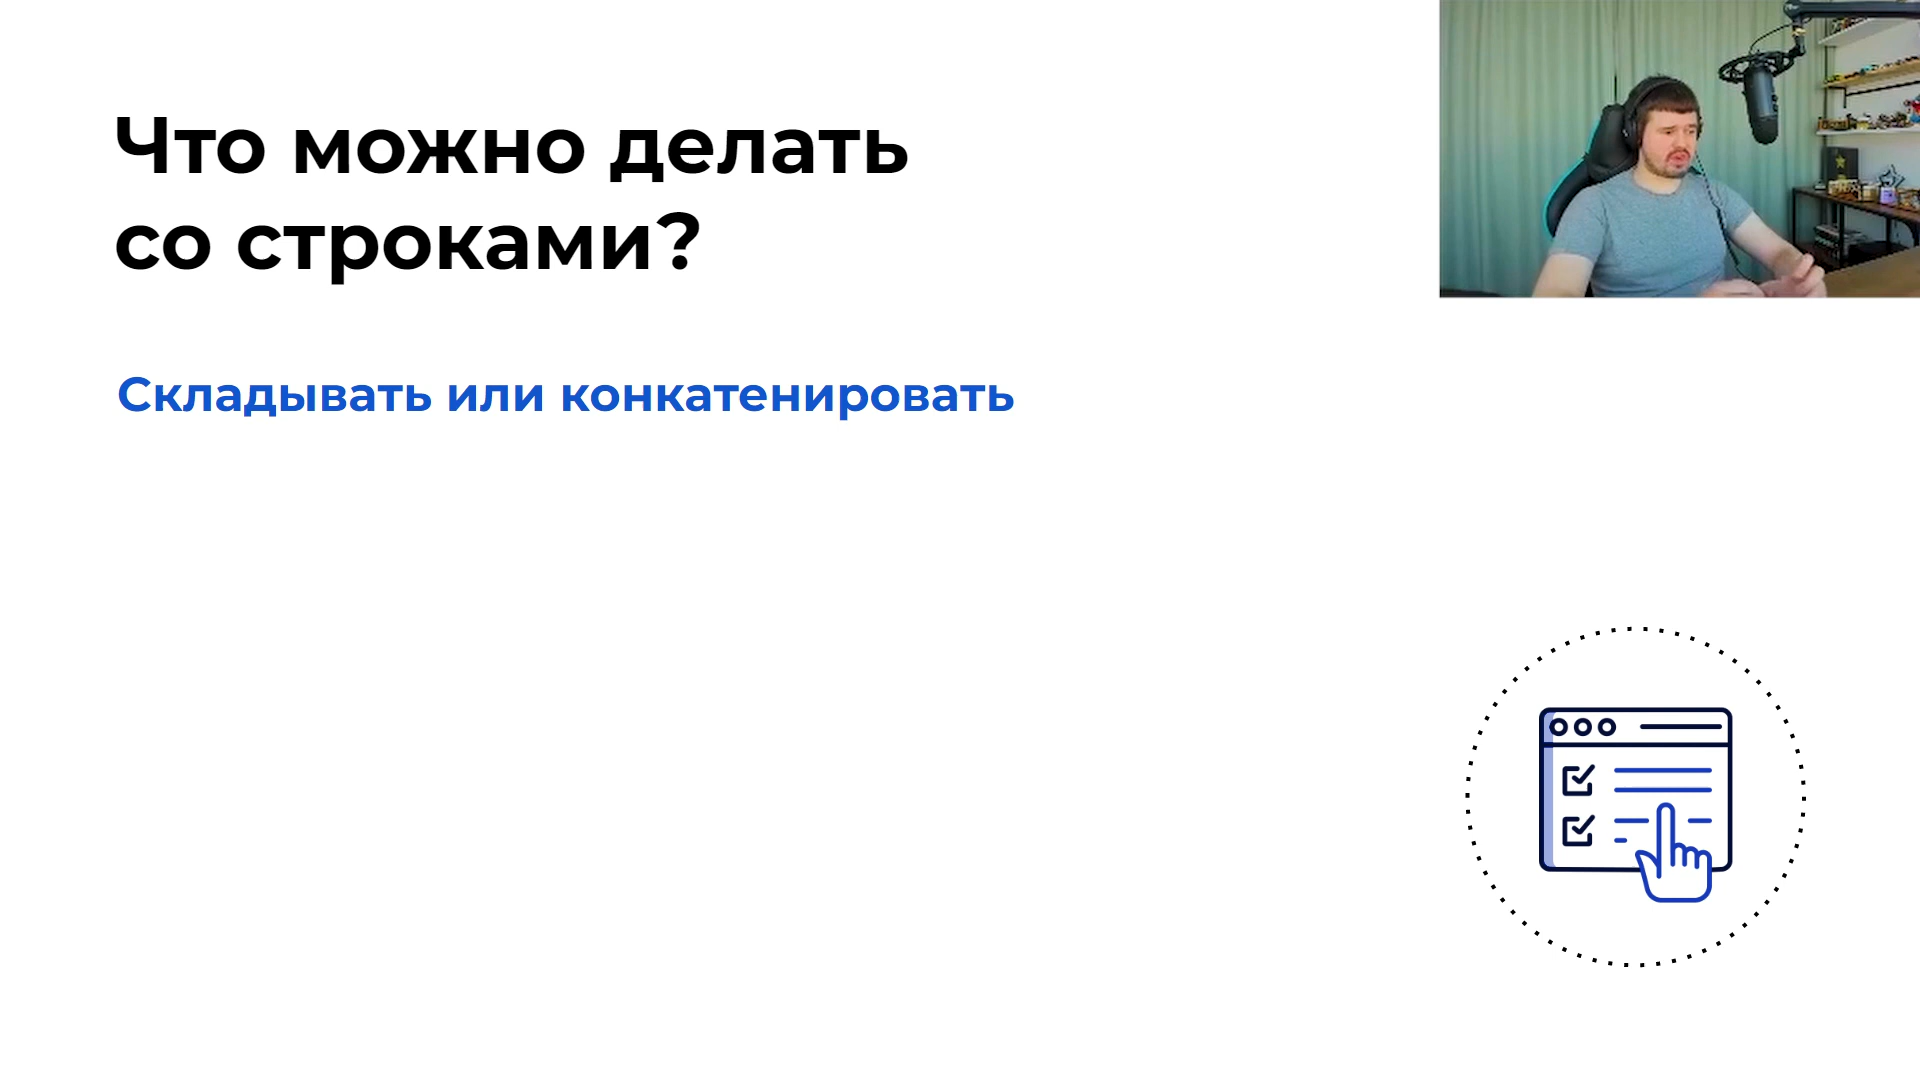 Что можно делать
со строками?
Складывать или конкатенировать